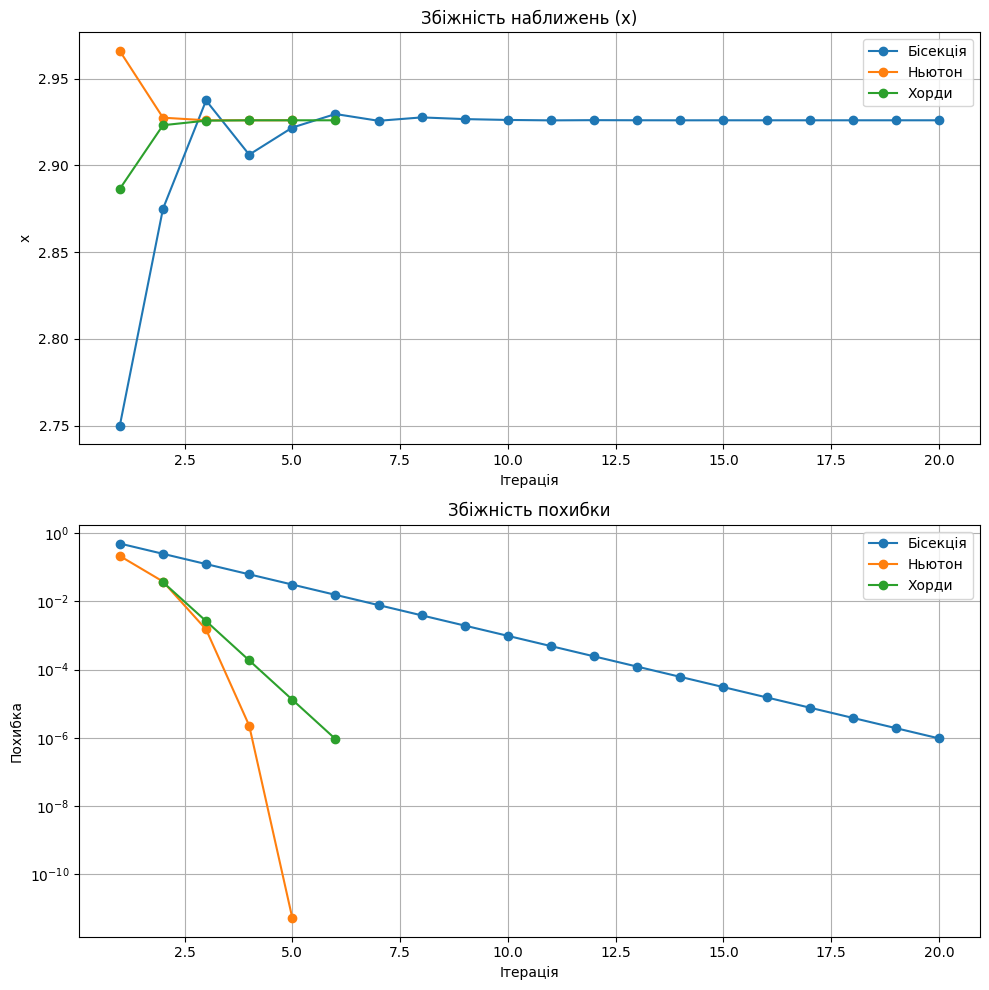 Збіжність наближень (x)
x
2.95
2.90
2.85
2.80
2.75
Бісекція
Ньютон
Хорди
2.5 5.0 7.5 10.0 12.5 15.0 17.5 20.0
Ітерація
Збіжність похибки
Похибка
10⁰
10⁻²
10⁻⁴
10⁻⁶
10⁻⁸
10⁻¹⁰
Бісекція
Ньютон
Хорди
2.5 5.0 7.5 10.0 12.5 15.0 17.5 20.0
Ітерація